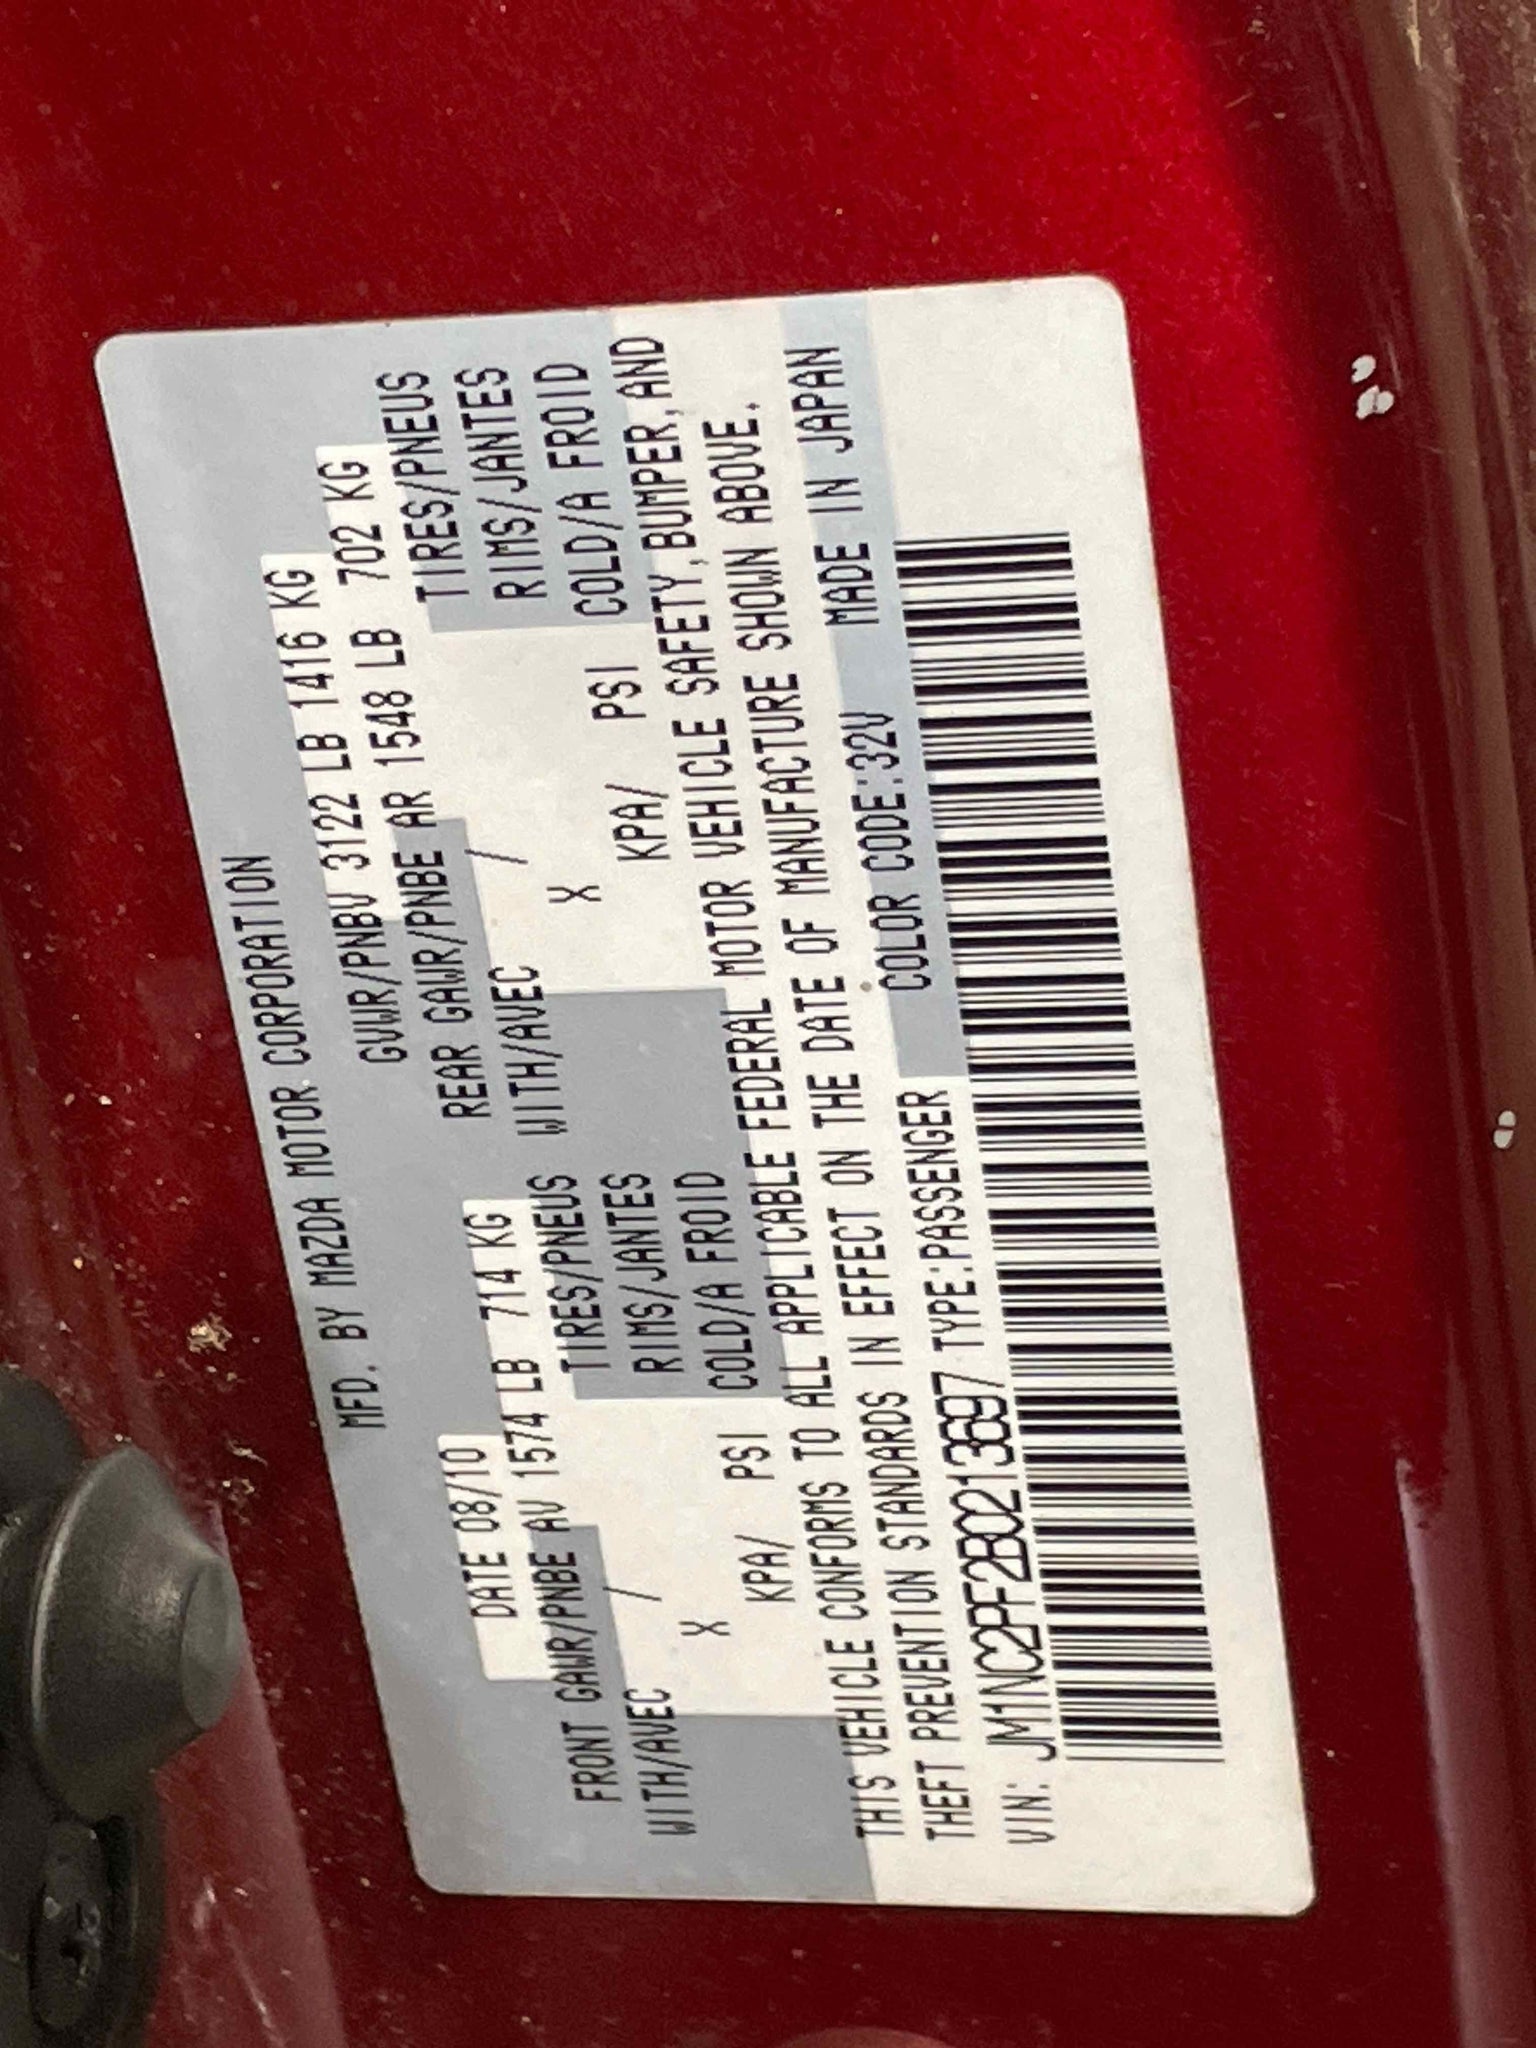 MFD. BY MAZDA MOTOR CORPORATION
DATE 08/10 GVWR/PNBV 3122 LB 1416 KG
FRONT GAWR/PNBE AV 1574 LB 714 KG REAR GAWR/PNBE AR 1548 LB 702 KG
WITH/AVEC / TIRES/PNEUS WITH/AVEC / TIRES/PNEUS
X RIMS/JANTES X RIMS/JANTES
KPA/ PSI COLD/A FROID KPA/ PSI COLD/A FROID
THIS VEHICLE CONFORMS TO ALL APPLICABLE FEDERAL MOTOR VEHICLE SAFETY, BUMPER, AND
THEFT PREVENTION STANDARDS IN EFFECT ON THE DATE OF MANUFACTURE SHOWN ABOVE.
VIN: JM1NC2PF2B0213697 TYPE:PASSENGER COLOR CODE:32V MADE IN JAPAN